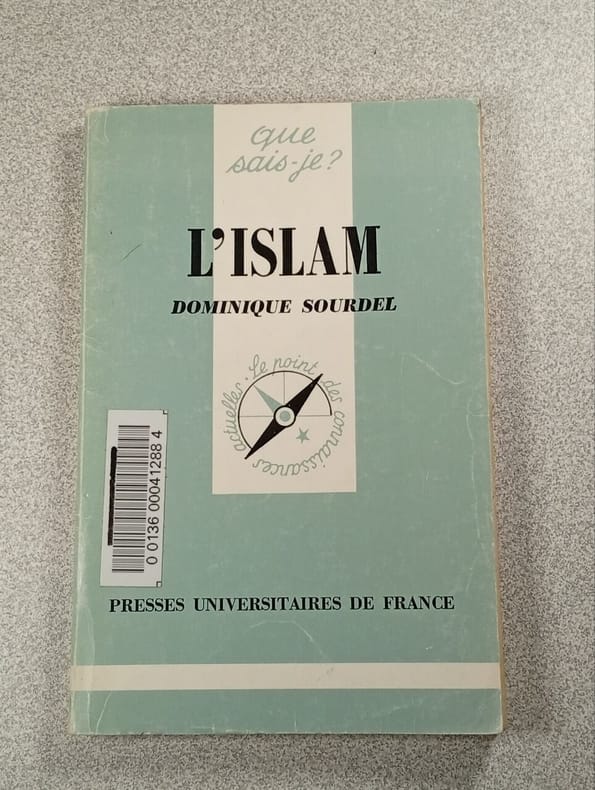 que
sais-je?
L'ISLAM
DOMINIQUE SOURDEL
Le point des connaissances actuelles.
0 0136 00041288 4
PRESSES UNIVERSITAIRES DE FRANCE